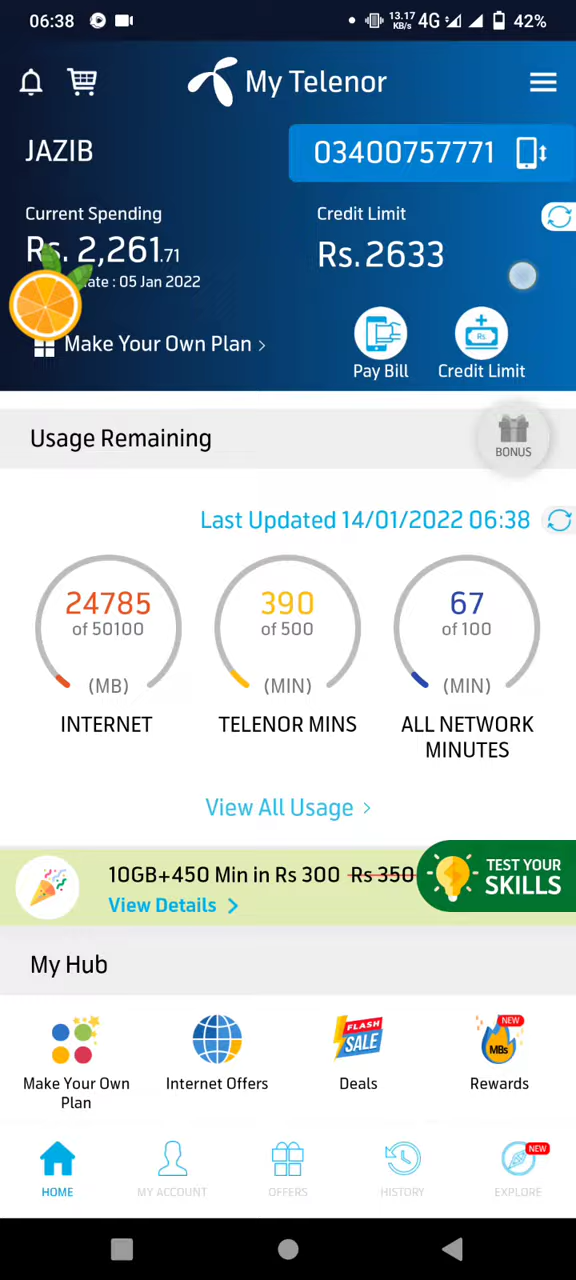 06:38
13.17 KB/s 4G 42%
My Telenor
JAZIB
03400757771
Current Spending
Credit Limit
Rs. 2,261.71
Rs. 2633
ate : 05 Jan 2022
Make Your Own Plan >
Pay Bill
Credit Limit
Rs.
Usage Remaining
BONUS
Last Updated 14/01/2022 06:38
24785
of 50100
(MB)
INTERNET
390
of 500
(MIN)
TELENOR MINS
67
of 100
(MIN)
ALL NETWORK
MINUTES
View All Usage >
10GB+450 Min in Rs 300 Rs 350
View Details >
TEST YOUR
SKILLS
My Hub
Make Your Own
Plan
Internet Offers
FLASH
SALE
Deals
NEW
MBs
Rewards
HOME
MY ACCOUNT
OFFERS
HISTORY
NEW
EXPLORE